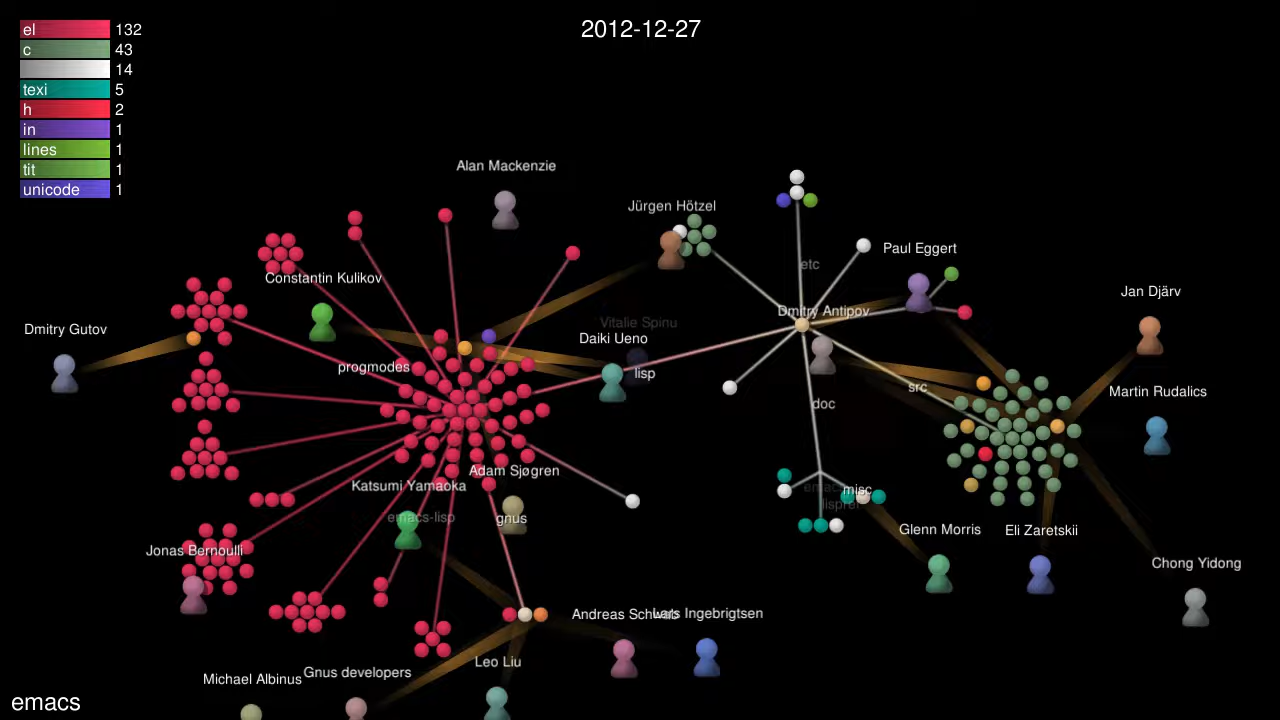 2012-12-27
el 132
c 43
14
texi 5
h 2
in 1
lines 1
tit 1
unicode 1
Alan Mackenzie
Jürgen Hötzel
Paul Eggert
etc
Constantin Kulikov
Jan Djärv
Dmitry Antipov
Vitalie Spinu
Dmitry Gutov
Daiki Ueno
progmodes
lisp
src
Martin Rudalics
doc
Adam Sjøgren
Katsumi Yamaoka
misc
lispref
emacs-lisp
gnus
Glenn Morris
Eli Zaretskii
Jonas Bernoulli
Chong Yidong
Andreas Schwab
Lars Ingebrigtsen
Leo Liu
Gnus developers
Michael Albinus
emacs